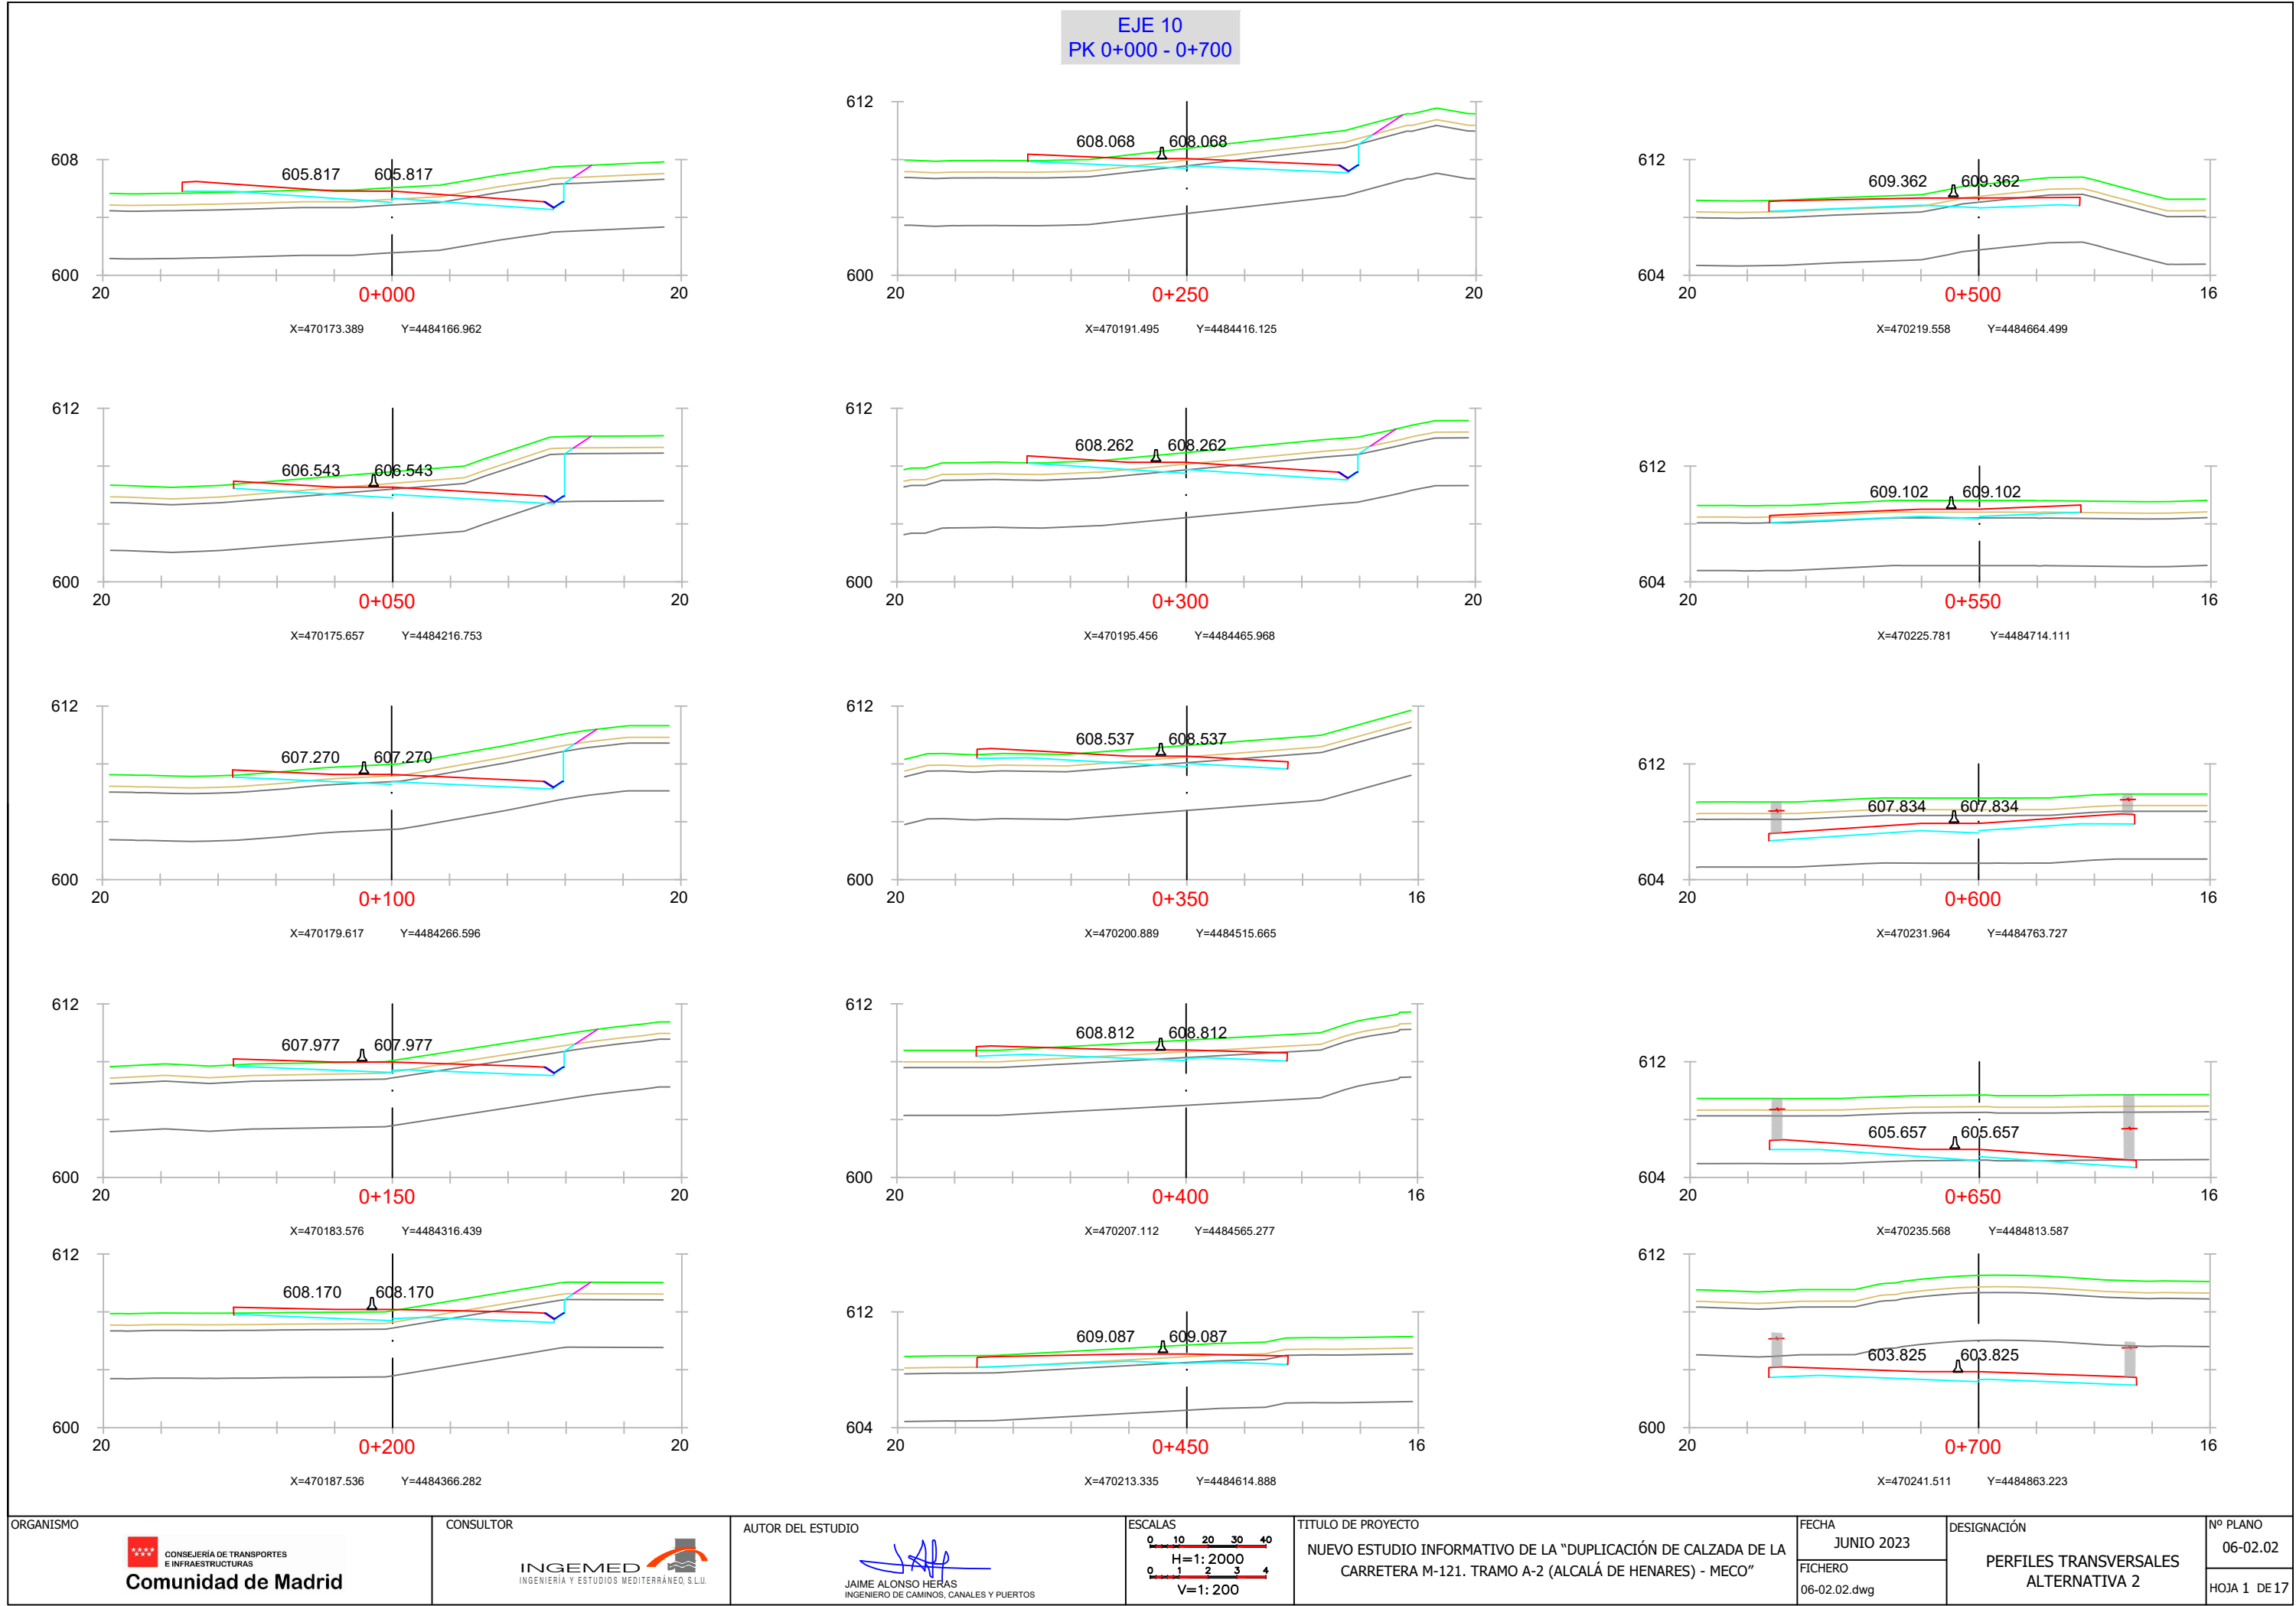 EJE 10
PK 0+000 - 0+700
608
605.817 605.817
600
20 20
0+000
X=470173.389 Y=4484166.962
612
608.068 608.068
600
20 20
0+250
X=470191.495 Y=4484416.125
612
609.362 609.362
604
20 16
0+500
X=470219.558 Y=4484664.499
612
606.543 606.543
600
20 20
0+050
X=470175.657 Y=4484216.753
612
608.262 608.262
600
20 20
0+300
X=470195.456 Y=4484465.968
612
609.102 609.102
604
20 16
0+550
X=470225.781 Y=4484714.111
612
607.270 607.270
600
20 20
0+100
X=470179.617 Y=4484266.596
612
608.537 608.537
600
20 16
0+350
X=470200.889 Y=4484515.665
612
607.834 607.834
604
20 16
0+600
X=470231.964 Y=4484763.727
612
607.977 607.977
600
20 20
0+150
X=470183.576 Y=4484316.439
612
608.812 608.812
600
20 16
0+400
X=470207.112 Y=4484565.277
612
605.657 605.657
604
20 16
0+650
X=470235.568 Y=4484813.587
612
608.170 608.170
600
20 20
0+200
X=470187.536 Y=4484366.282
612
609.087 609.087
604
20 16
0+450
X=470213.335 Y=4484614.888
612
603.825 603.825
600
20 16
0+700
X=470241.511 Y=4484863.223
ORGANISMO
CONSEJERÍA DE TRANSPORTES
E INFRAESTRUCTURAS
Comunidad de Madrid
CONSULTOR
INGEMED
INGENIERÍA Y ESTUDIOS MEDITERRÁNEO, S.L.U.
AUTOR DEL ESTUDIO
JAIME ALONSO HERAS
INGENIERO DE CAMINOS, CANALES Y PUERTOS
ESCALAS
0 10 20 30 40
H=1: 2000
0 1 2 3 4
V=1: 200
TITULO DE PROYECTO
NUEVO ESTUDIO INFORMATIVO DE LA “DUPLICACIÓN DE CALZADA DE LA
CARRETERA M-121. TRAMO A-2 (ALCALÁ DE HENARES) - MECO”
FECHA
JUNIO 2023
FICHERO
06-02.02.dwg
DESIGNACIÓN
PERFILES TRANSVERSALES
ALTERNATIVA 2
Nº PLANO
06-02.02
HOJA 1 DE 17